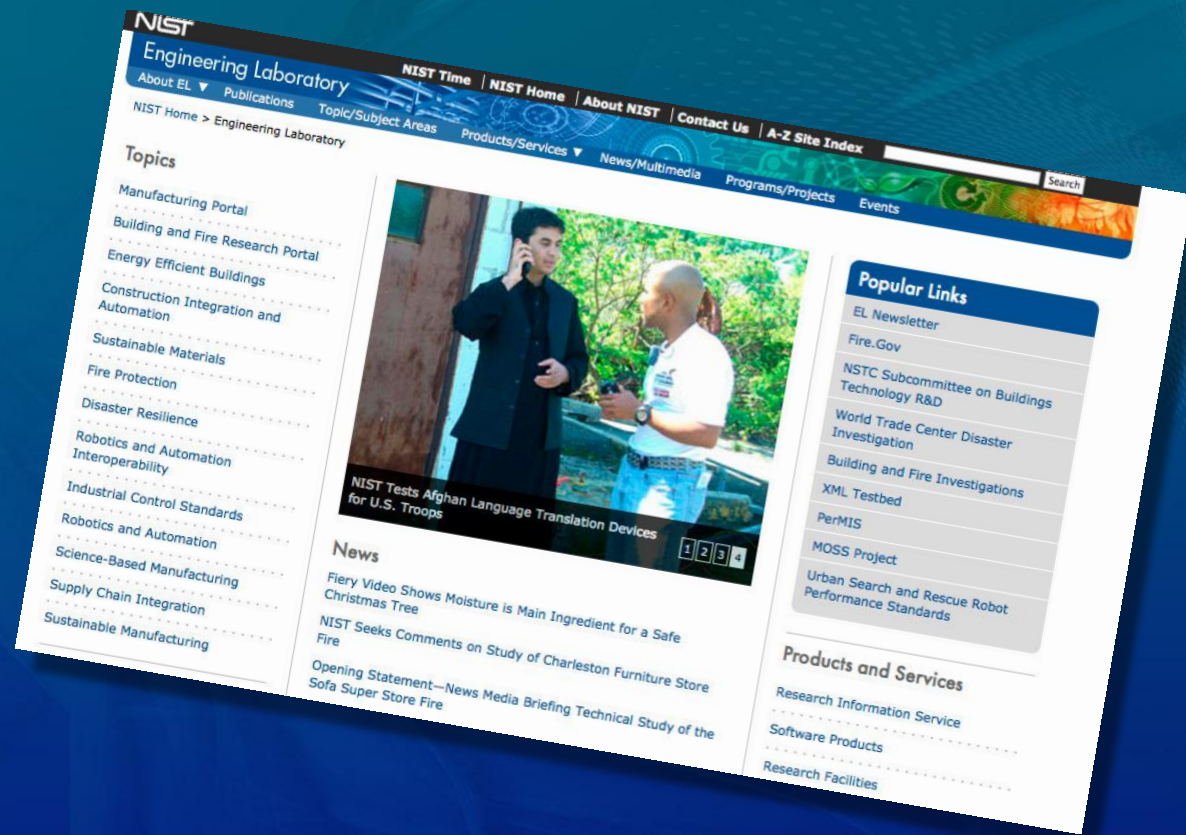 NIST
NIST Time | NIST Home | About NIST | Contact Us | A-Z Site Index
Search
Engineering Laboratory
About EL ▼ Publications Topic/Subject Areas Products/Services ▼ News/Multimedia Programs/Projects Events
NIST Home > Engineering Laboratory
Topics
Manufacturing Portal
Building and Fire Research Portal
Energy Efficient Buildings
Construction Integration and
Automation
Sustainable Materials
Fire Protection
Disaster Resilience
Robotics and Automation
Interoperability
Industrial Control Standards
Robotics and Automation
Science-Based Manufacturing
Supply Chain Integration
Sustainable Manufacturing
NIST Tests Afghan Language Translation Devices
for U.S. Troops
1 2 3 4
News
Fiery Video Shows Moisture is Main Ingredient for a Safe
Christmas Tree
NIST Seeks Comments on Study of Charleston Furniture Store
Fire
Opening Statement—News Media Briefing Technical Study of the
Sofa Super Store Fire
Popular Links
EL Newsletter
Fire.Gov
NSTC Subcommittee on Buildings
Technology R&D
World Trade Center Disaster
Investigation
Building and Fire Investigations
XML Testbed
PerMIS
MOSS Project
Urban Search and Rescue Robot
Performance Standards
Products and Services
Research Information Service
Software Products
Research Facilities